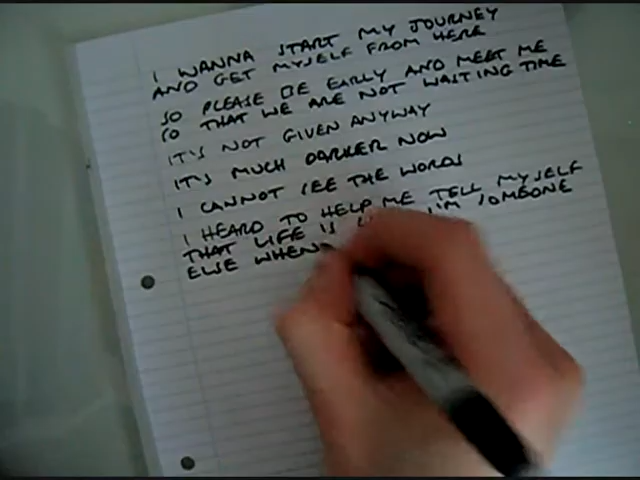 I WANNA START MY JOURNEY
AND GET MYSELF FROM HERE
SO PLEASE BE EARLY AND MEET ME
SO THAT WE ARE NOT WASTING TIME
IT'S NOT GIVEN ANYWAY
IT'S MUCH DARKER NOW
I CANNOT SEE THE WORDS
I HEARD TO HELP ME TELL MYSELF
THAT LIFE IS I'M SOMEONE
ELSE WHEN